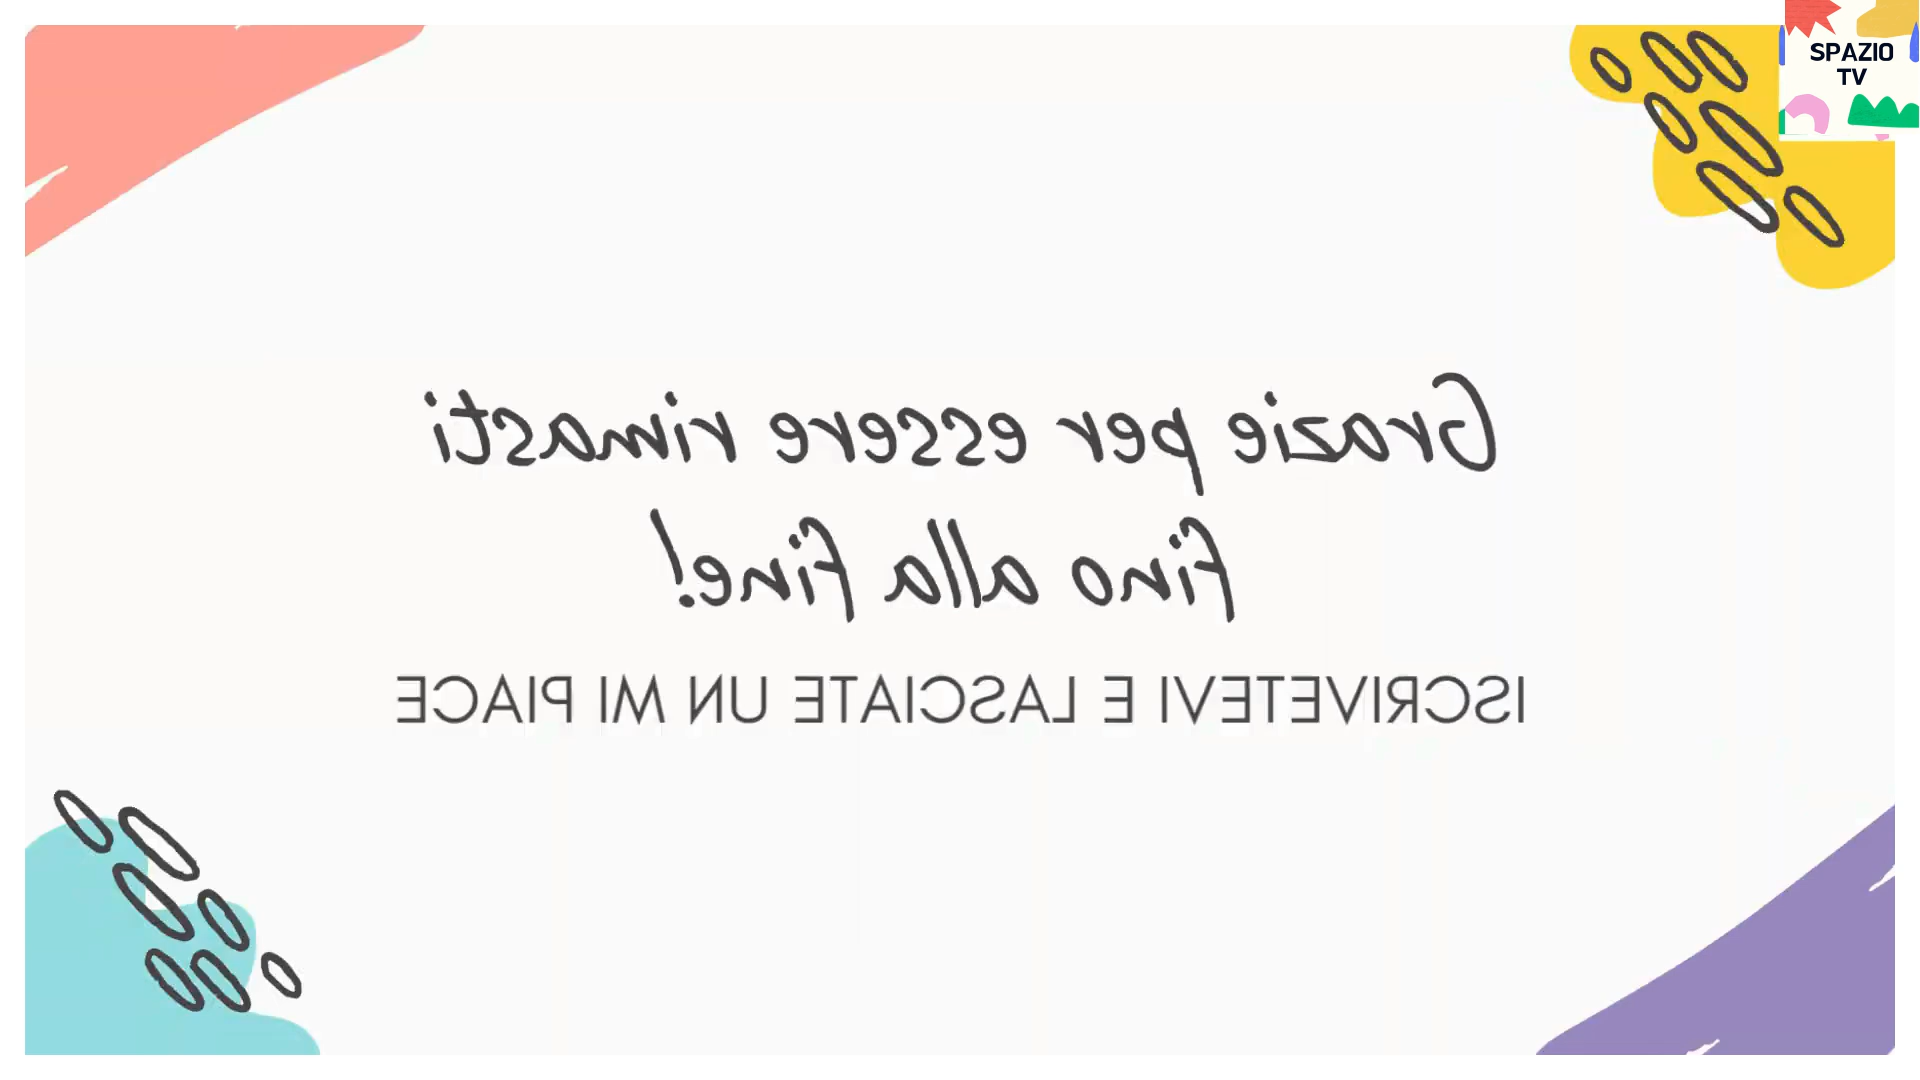 SPAZIO
TV
Grazie per essere rimasti
fino alla fine!
ISCRIVETEVI E LASCIATE UN MI PIACE